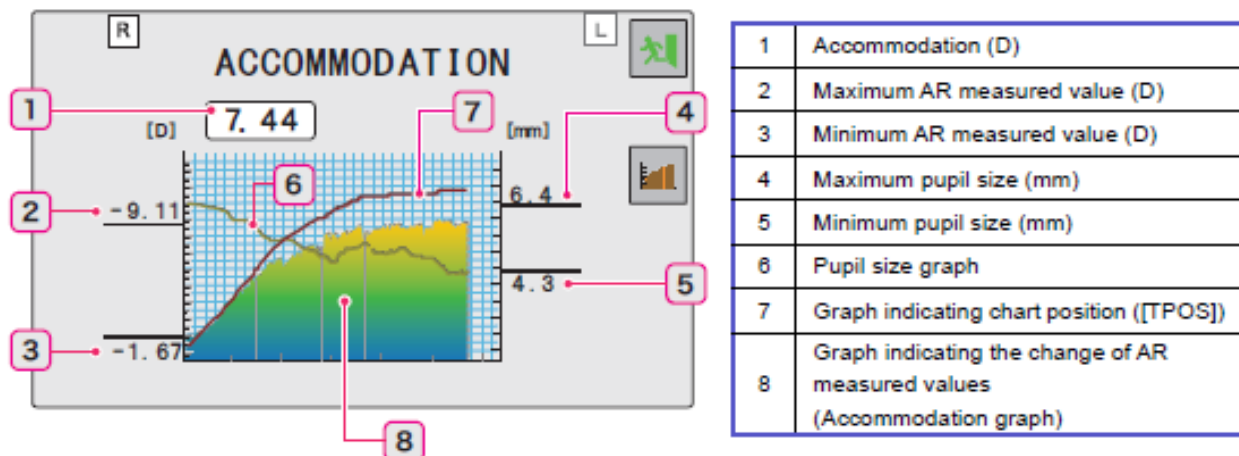 R
L
ACCOMMODATION
1
7.44
7
4
[D]
[mm]
6
6.4
2
-9.11
4.3
5
3
-1.67
8
1 Accommodation (D)
2 Maximum AR measured value (D)
3 Minimum AR measured value (D)
4 Maximum pupil size (mm)
5 Minimum pupil size (mm)
6 Pupil size graph
7 Graph indicating chart position ([TPOS])
8 Graph indicating the change of AR
measured values
(Accommodation graph)